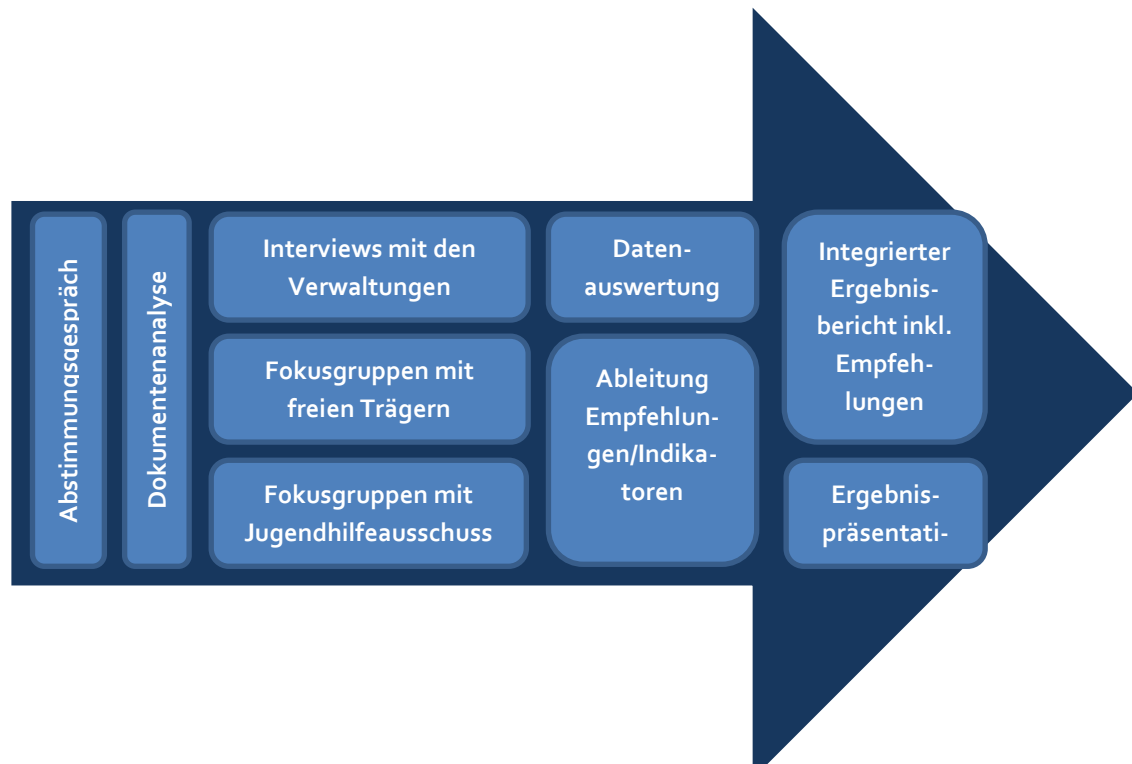 Abstimmungsgespräch
Dokumentenanalyse
Interviews mit den
Verwaltungen
Fokusgruppen mit
freien Trägern
Fokusgruppen mit
Jugendhilfeausschuss
Daten-
auswertung
Ableitung
Empfehlun-
gen/Indika-
toren
Integrierter
Ergebnis-
bericht inkl.
Empfeh-
lungen
Ergebnis-
präsentati-